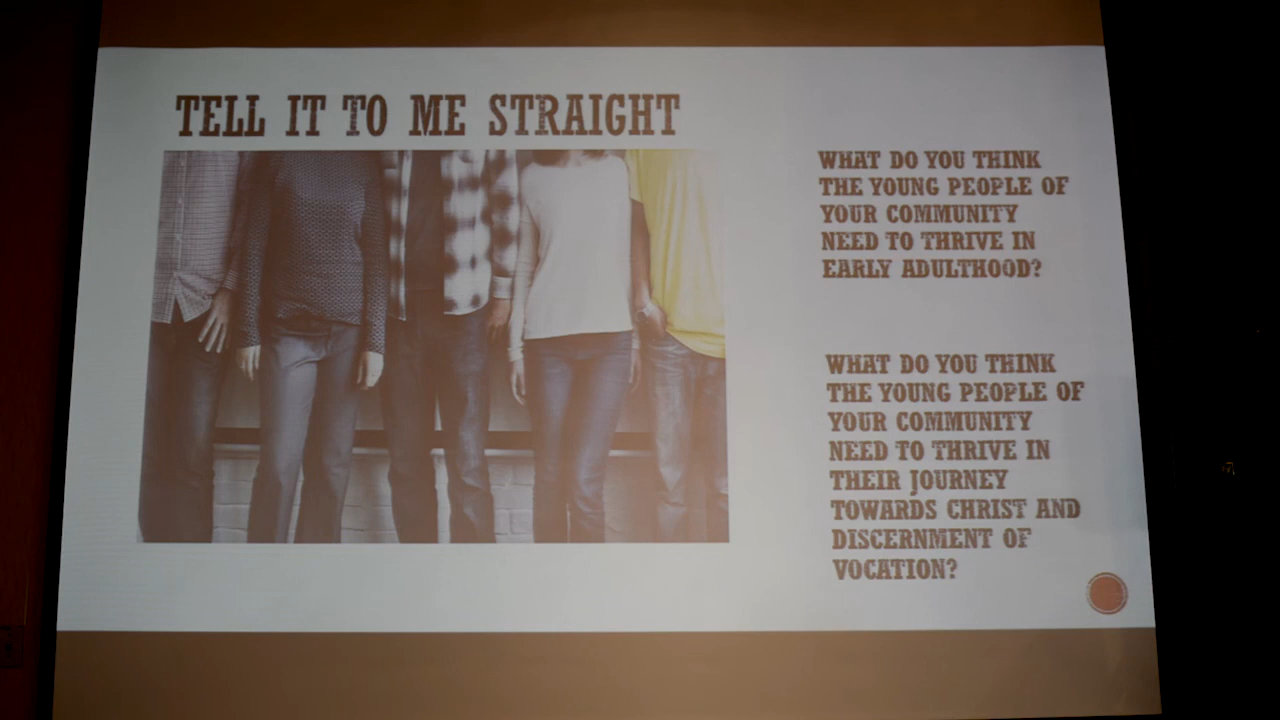 TELL IT TO ME STRAIGHT
WHAT DO YOU THINK
THE YOUNG PEOPLE OF
YOUR COMMUNITY
NEED TO THRIVE IN
EARLY ADULTHOOD?
WHAT DO YOU THINK
THE YOUNG PEOPLE OF
YOUR COMMUNITY
NEED TO THRIVE IN
THEIR JOURNEY
TOWARDS CHRIST AND
DISCERNMENT OF
VOCATION?